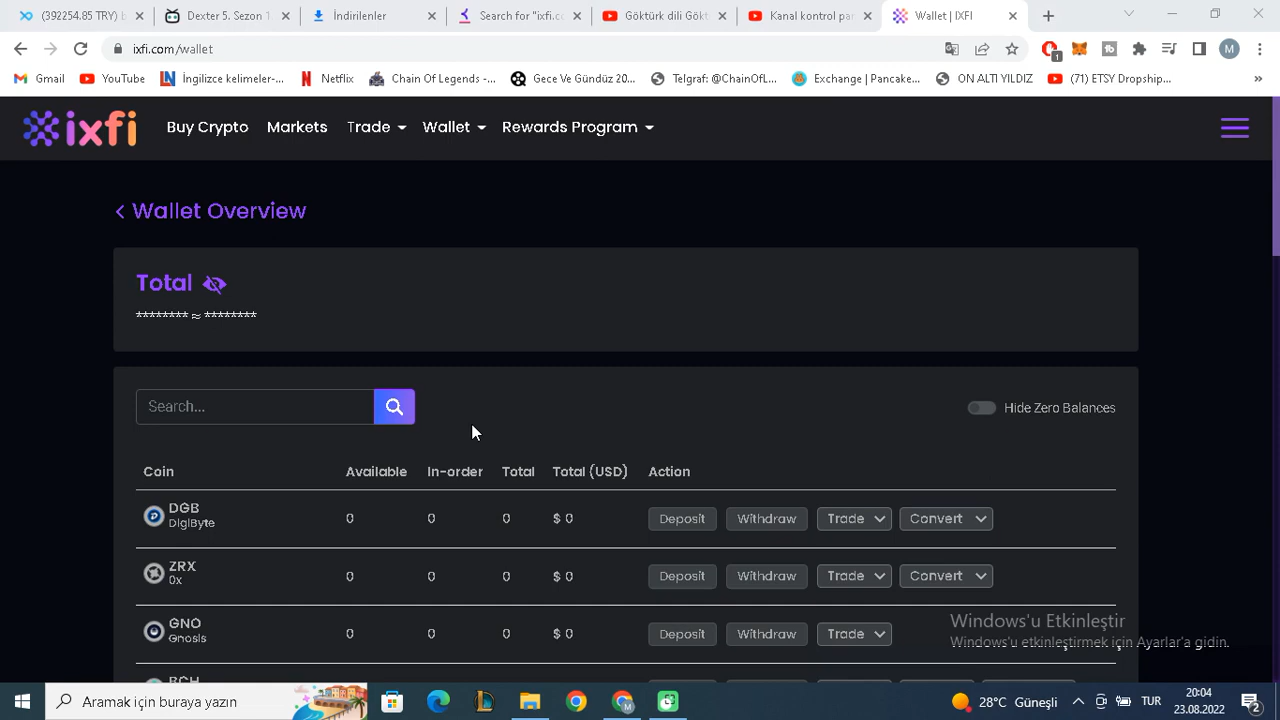 (392254.85 TRY)
Dexter 5. Sezon 1
İndirilenler
Search for "ixfi.c
Göktürk dili Gökt
Kanal kontrol pa
Wallet | IXFI
ixfi.com/wallet
1
M
Gmail
YouTube
İngilizce kelimeler-...
Netflix
Chain Of Legends -...
Gece Ve Gündüz 20...
Telgraf: @ChainOfL...
Exchange | Pancake...
ON ALTI YILDIZ
(71) ETSY Dropship...
ixfi
Buy Crypto
Markets
Trade
Wallet
Rewards Program
Wallet Overview
Total
******** ≈ ********
Search...
Hide Zero Balances
Coin Available In-order Total Total (USD) Action
DGB
DigiByte
0 0 0 $ 0 Deposit Withdraw Trade Convert
ZRX
0x
0 0 0 $ 0 Deposit Withdraw Trade Convert
GNO
Gnosis
0 0 0 $ 0 Deposit Withdraw Trade
BCH
Windows'u Etkinleştir
Windows'u etkinleştirmek için Ayarlar'a gidin.
Aramak için buraya yazın
28°C Güneşli
TUR
20:04
23.08.2022
2